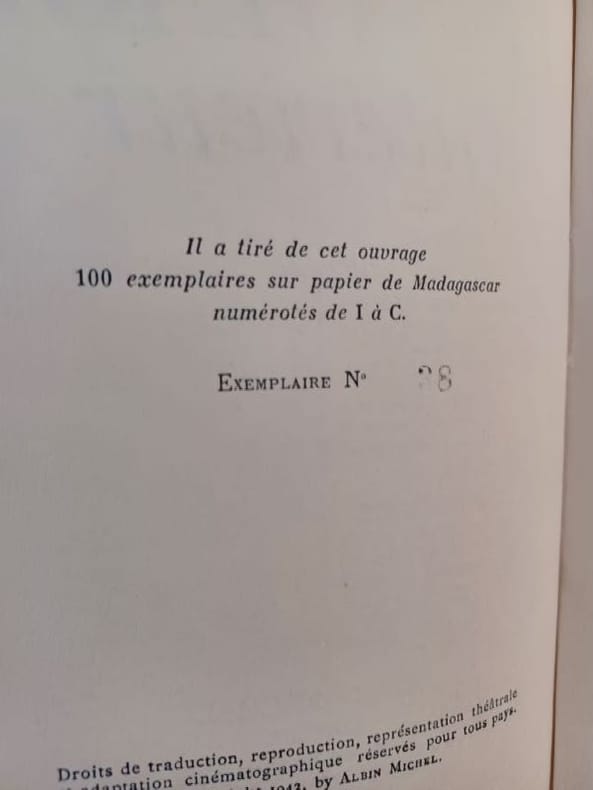 Il a tiré de cet ouvrage
100 exemplaires sur papier de Madagascar
numérotés de I à C.
EXEMPLAIRE N°
Droits de traduction, reproduction, représentation théâtrale
adaptation cinématographique réservés pour tous pays.
by ALBIN MICHEL.